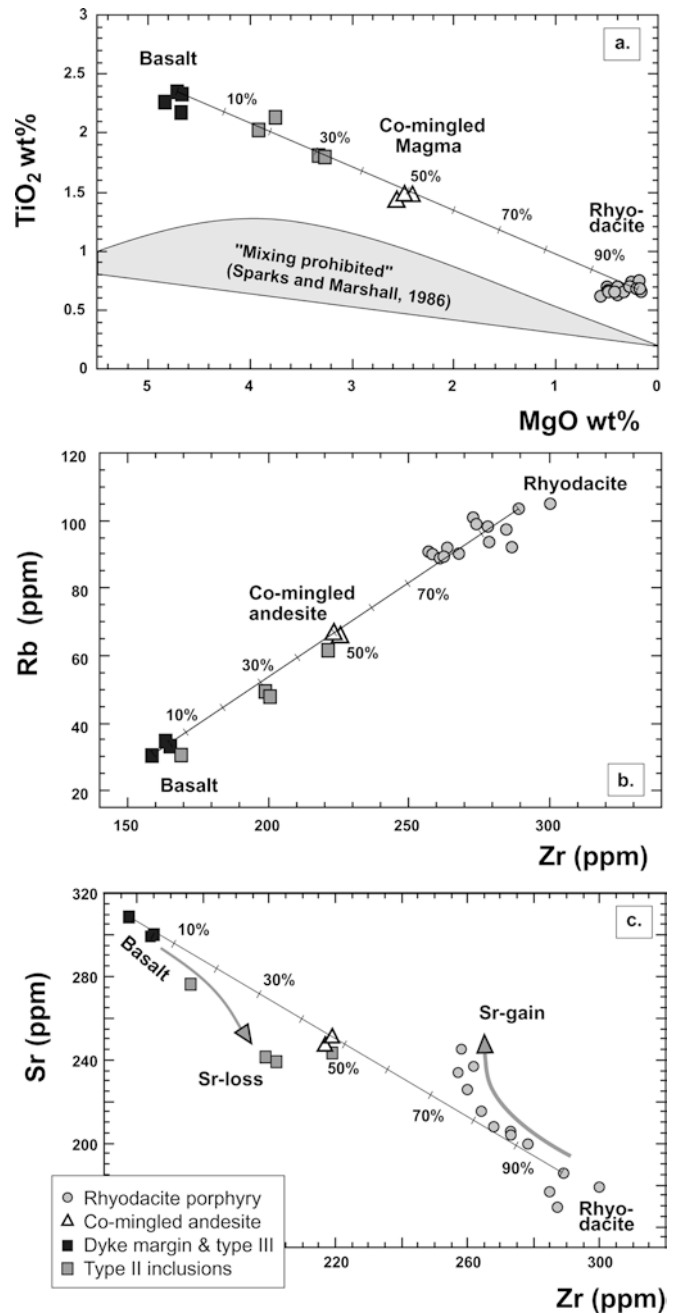 a.
3
2.5
2
1.5
1
0.5
0
TiO2 wt%
Basalt
10%
30%
Co-mingled
Magma
50%
70%
Rhyo-
dacite
90%
"Mixing prohibited"
(Sparks and Marshall, 1986)
5 4 3 2 1 0
MgO wt%
120
100
80
60
40
20
Rb (ppm)
Rhyodacite
70%
Co-mingled
andesite
50%
30%
10%
Basalt
b.
150 200 250 300
Zr (ppm)
320
280
240
200
Sr (ppm)
c.
10%
Basalt
30%
Sr-gain
Sr-loss
50%
70%
90%
Rhyo-
dacite
Rhyodacite porphyry
Co-mingled andesite
Dyke margin & type III
Type II inclusions
220 260 300
Zr (ppm)